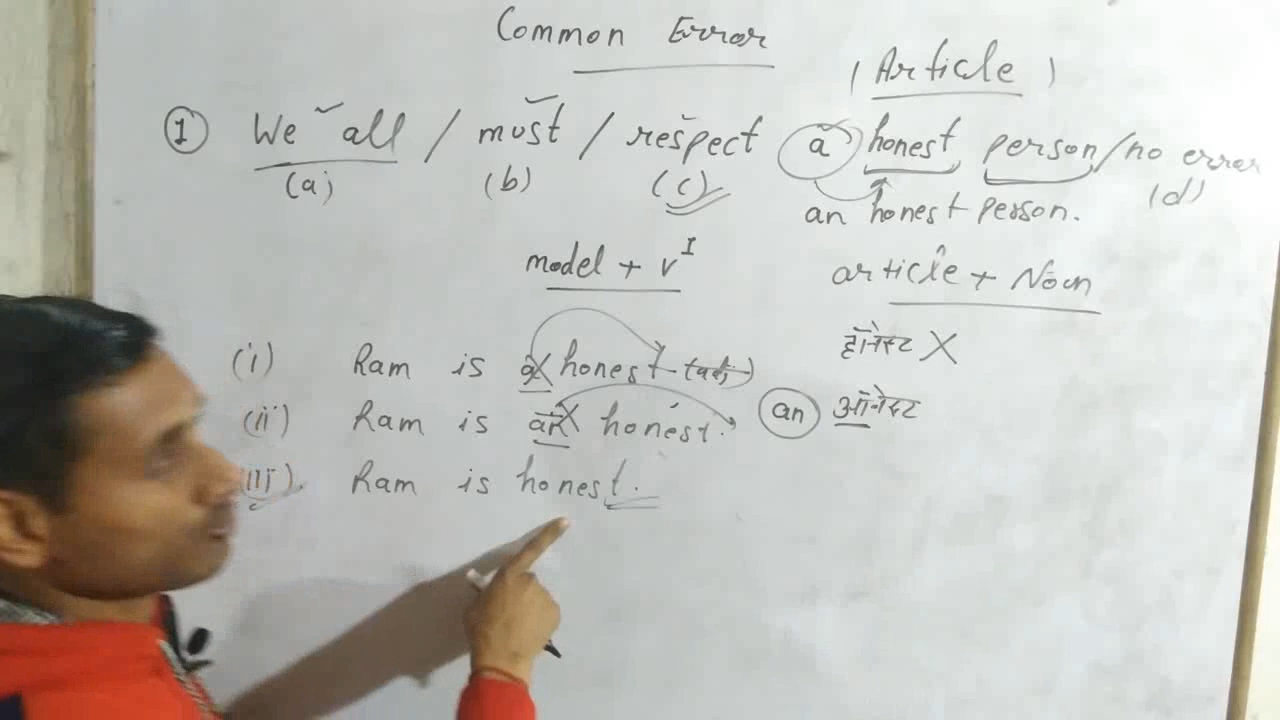 Common Error
(Article)
① We all / must / respect a honest person / no error
(a) (b) (c) (d)
an honest person.
model + V^I
article + Noun
हॉनेस्ट X
(i) Ram is a honest (adj)
(ii) Ram is an honest.
an ऑनेस्ट
(iii) Ram is honest.